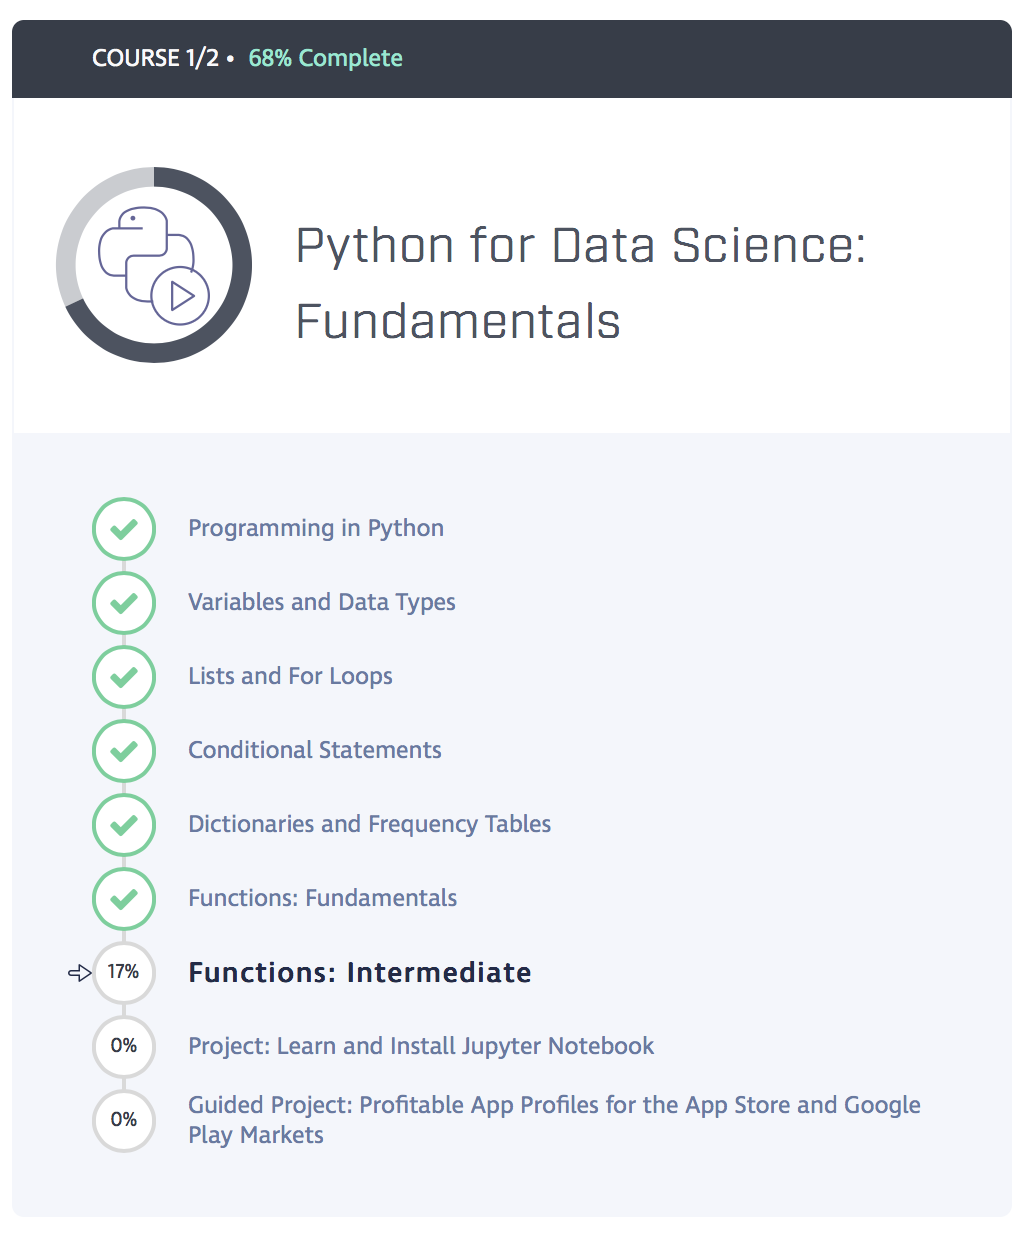 COURSE 1/2 • 68% Complete
Python for Data Science:
Fundamentals
Programming in Python
Variables and Data Types
Lists and For Loops
Conditional Statements
Dictionaries and Frequency Tables
Functions: Fundamentals
17% Functions: Intermediate
0% Project: Learn and Install Jupyter Notebook
0% Guided Project: Profitable App Profiles for the App Store and Google
Play Markets